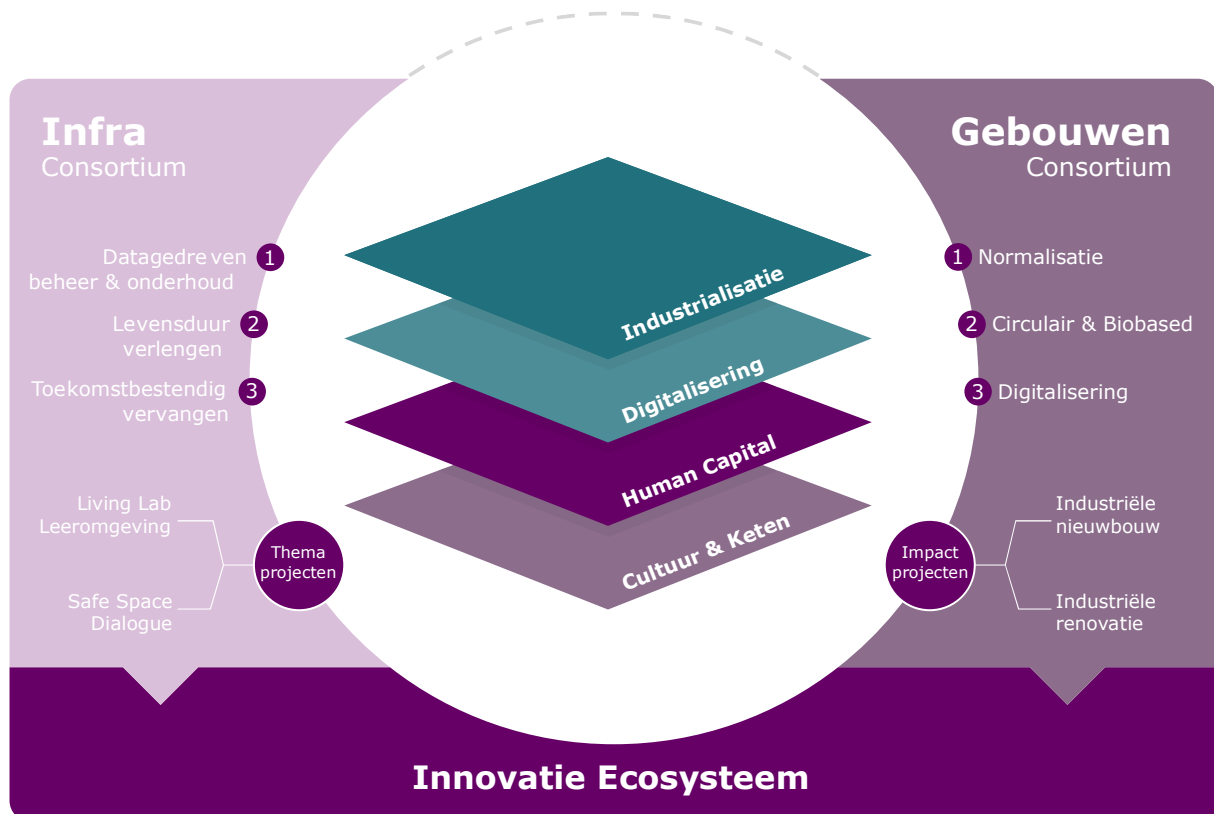 Infra
Consortium
1
Datagedreven
beheer & onderhoud
2
Levensduur
verlengen
3
Toekomstbestendig
vervangen
Living Lab
Leeromgeving
Safe Space
Dialogue
Thema
projecten
Industrialisatie
Digitalisering
Human Capital
Cultuur & Keten
Gebouwen
Consortium
1 Normalisatie
2 Circulair & Biobased
3 Digitalisering
Impact
projecten
Industriële
nieuwbouw
Industriële
renovatie
Innovatie Ecosysteem